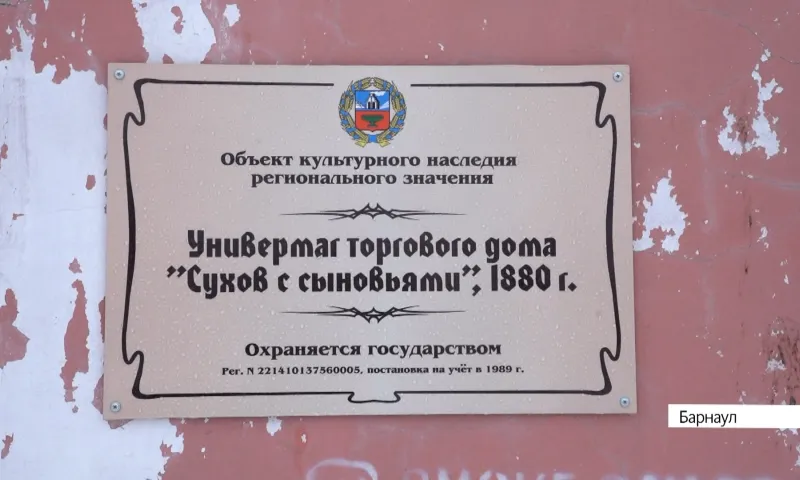 Объект культурного наследия
регионального значения
Универмаг торгового дома
"Сухов с сыновьями", 1880 г.
Охраняется государством
Рег. N 221410137560005, постановка на учёт в 1989 г.
Барнаул